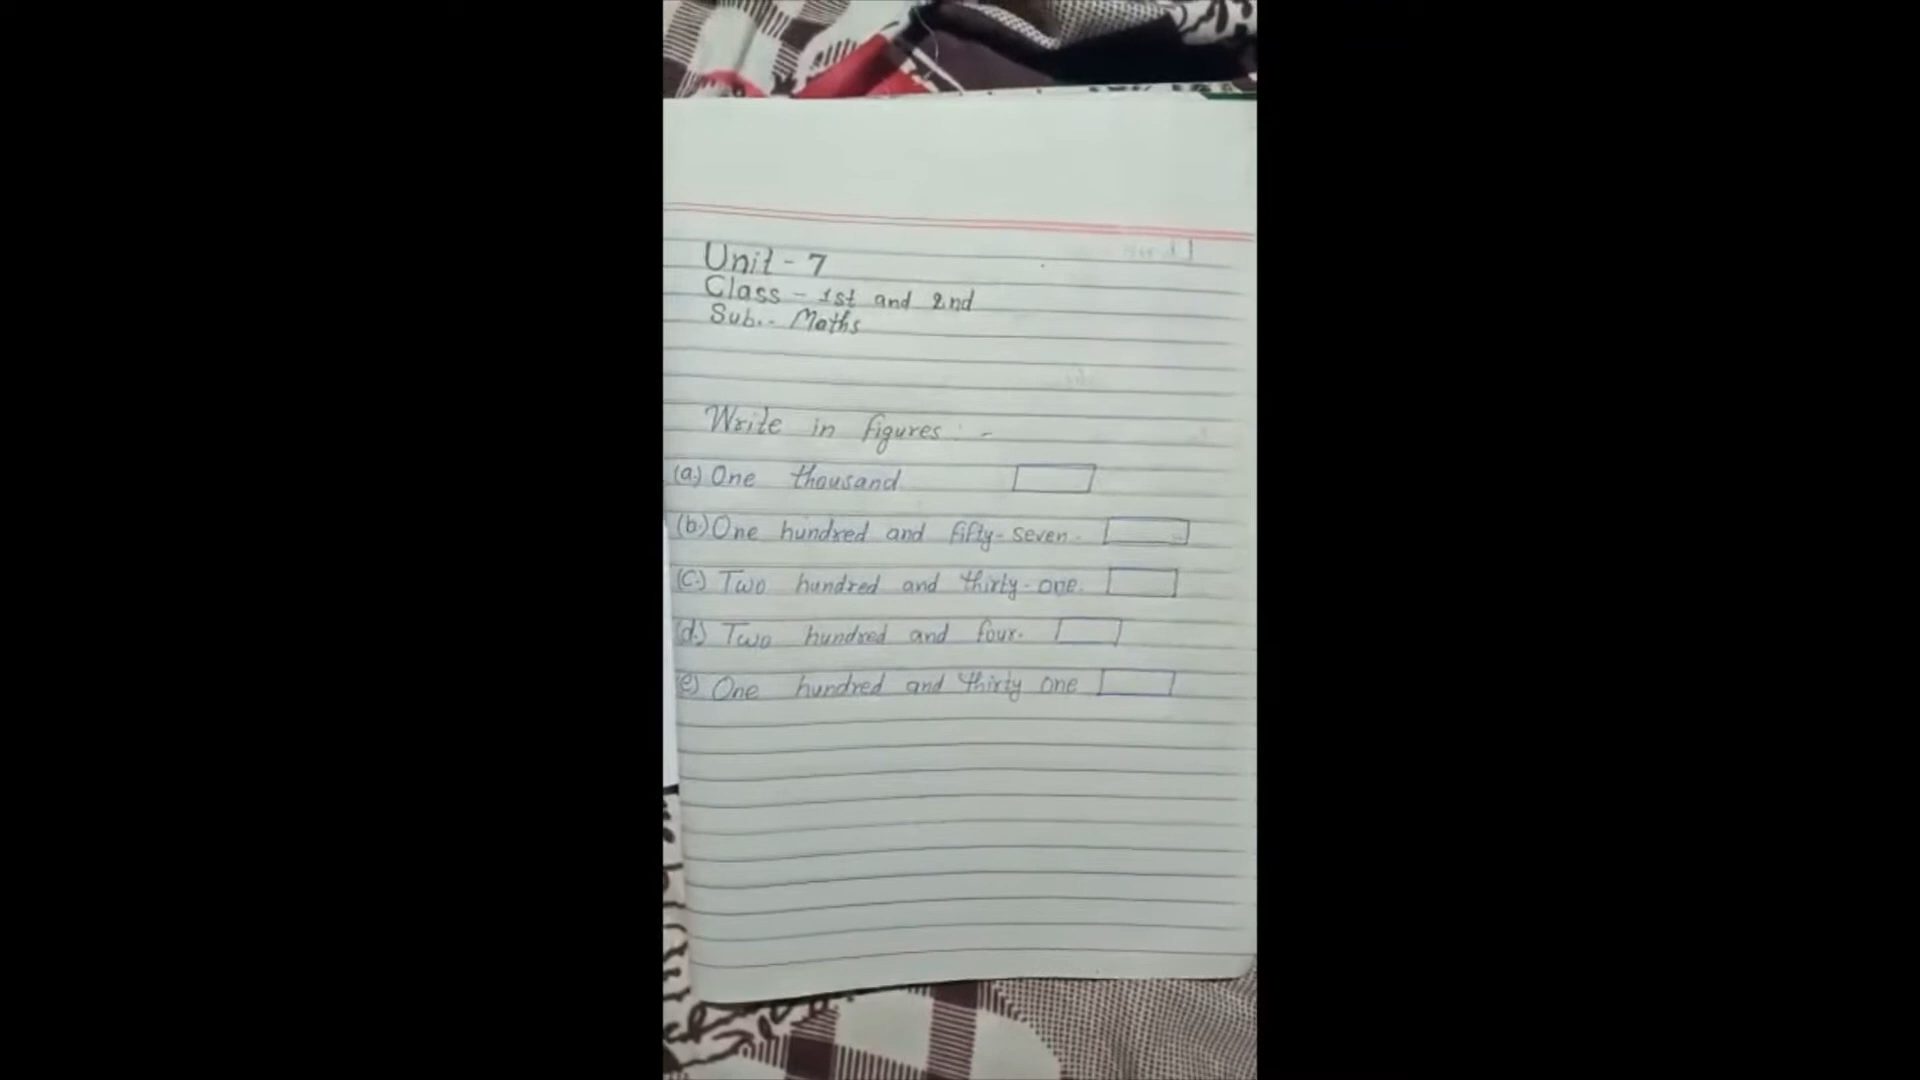 Unit - 7
Class - 1st and 2nd
Sub.- Maths
Write in figures :-
(a.) One thousand
(b.) One hundred and fifty-seven.
(C.) Two hundred and thirty-one.
(d.) Two hundred and four.
(e) One hundred and thirty one